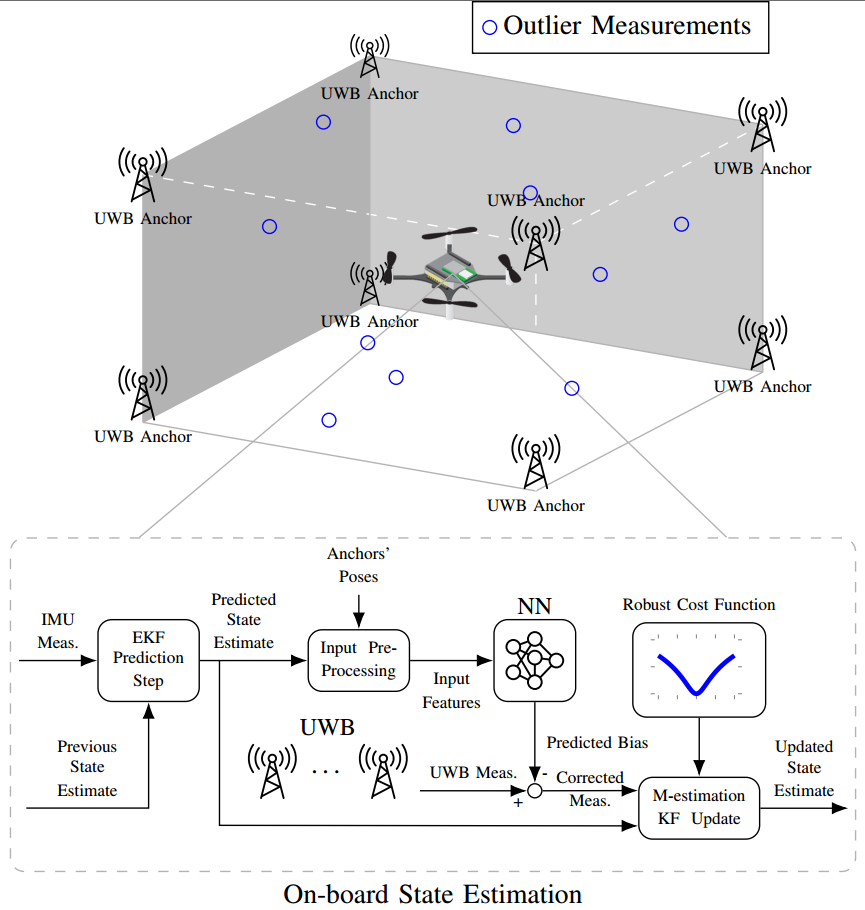 Outlier Measurements
UWB Anchor
UWB Anchor
UWB Anchor
UWB Anchor
UWB Anchor
UWB Anchor
UWB Anchor
UWB Anchor
Anchors'
Poses
IMU
Meas.
EKF
Prediction
Step
Predicted
State
Estimate
Input Pre-
Processing
Input
Features
NN
Robust Cost Function
Previous
State
Estimate
UWB
...
UWB Meas.
+
-
Predicted Bias
Corrected
Meas.
M-estimation
KF Update
Updated
State
Estimate
On-board State Estimation